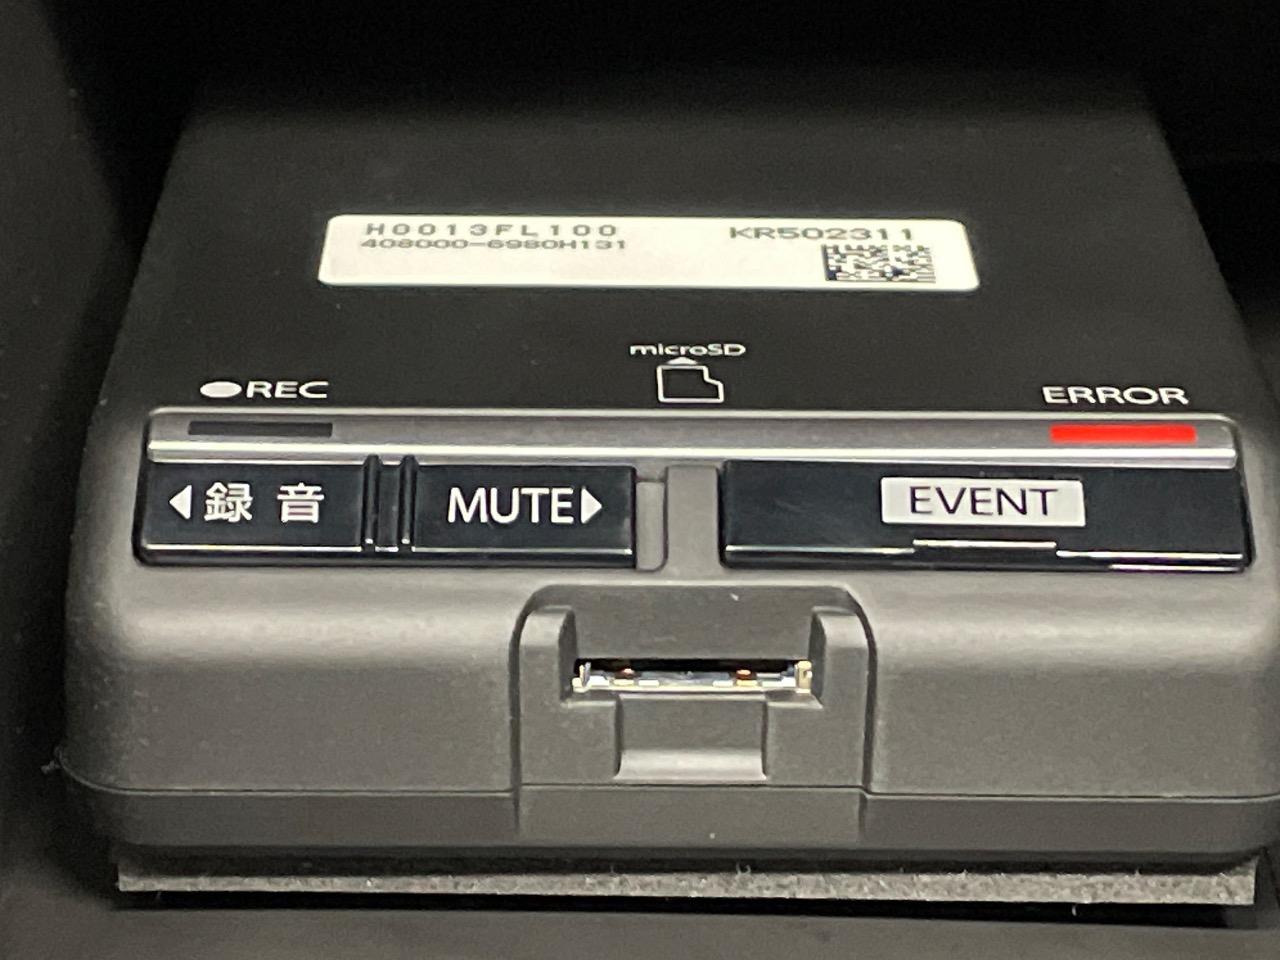 H0013FL100 KR502311
408000-6980H131
microSD
REC
ERROR
録音
MUTE
EVENT